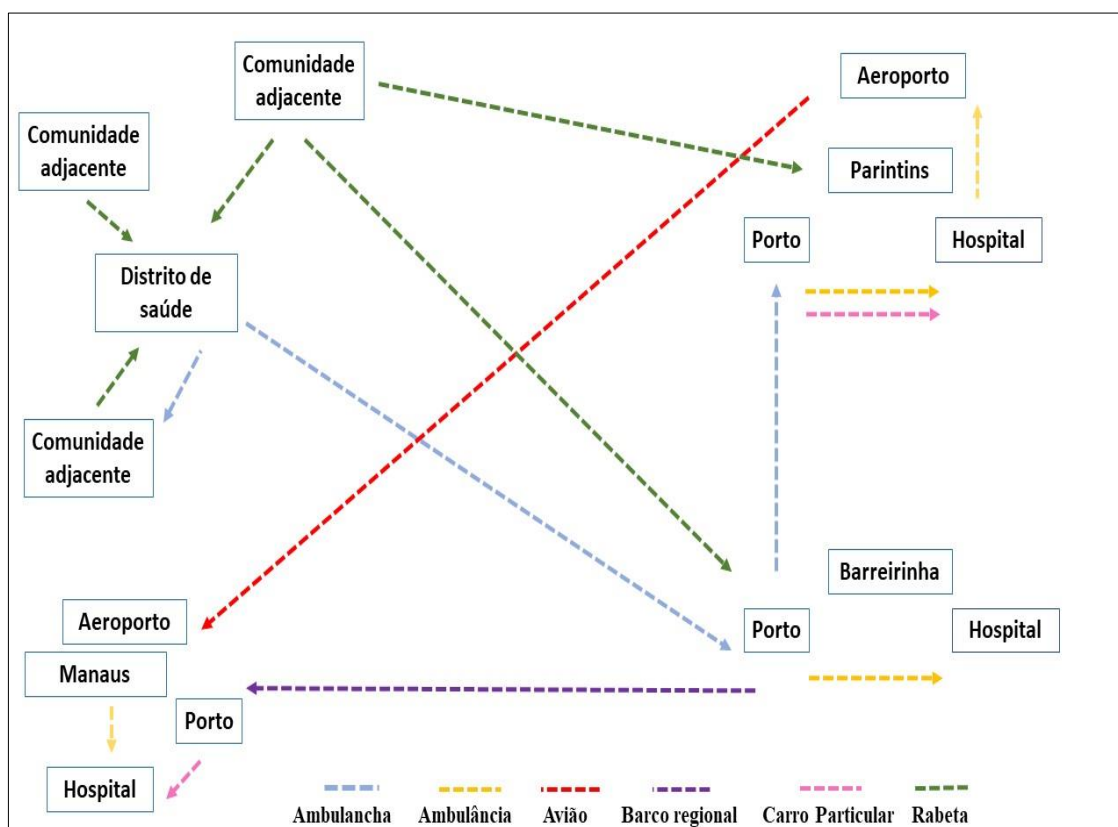 Comunidade
adjacente
Aeroporto
Comunidade
adjacente
Parintins
Porto
Hospital
Distrito de
saúde
Comunidade
adjacente
Barreirinha
Aeroporto
Porto
Hospital
Manaus
Porto
Hospital
Ambulancha Ambulância Avião Barco regional Carro Particular Rabeta